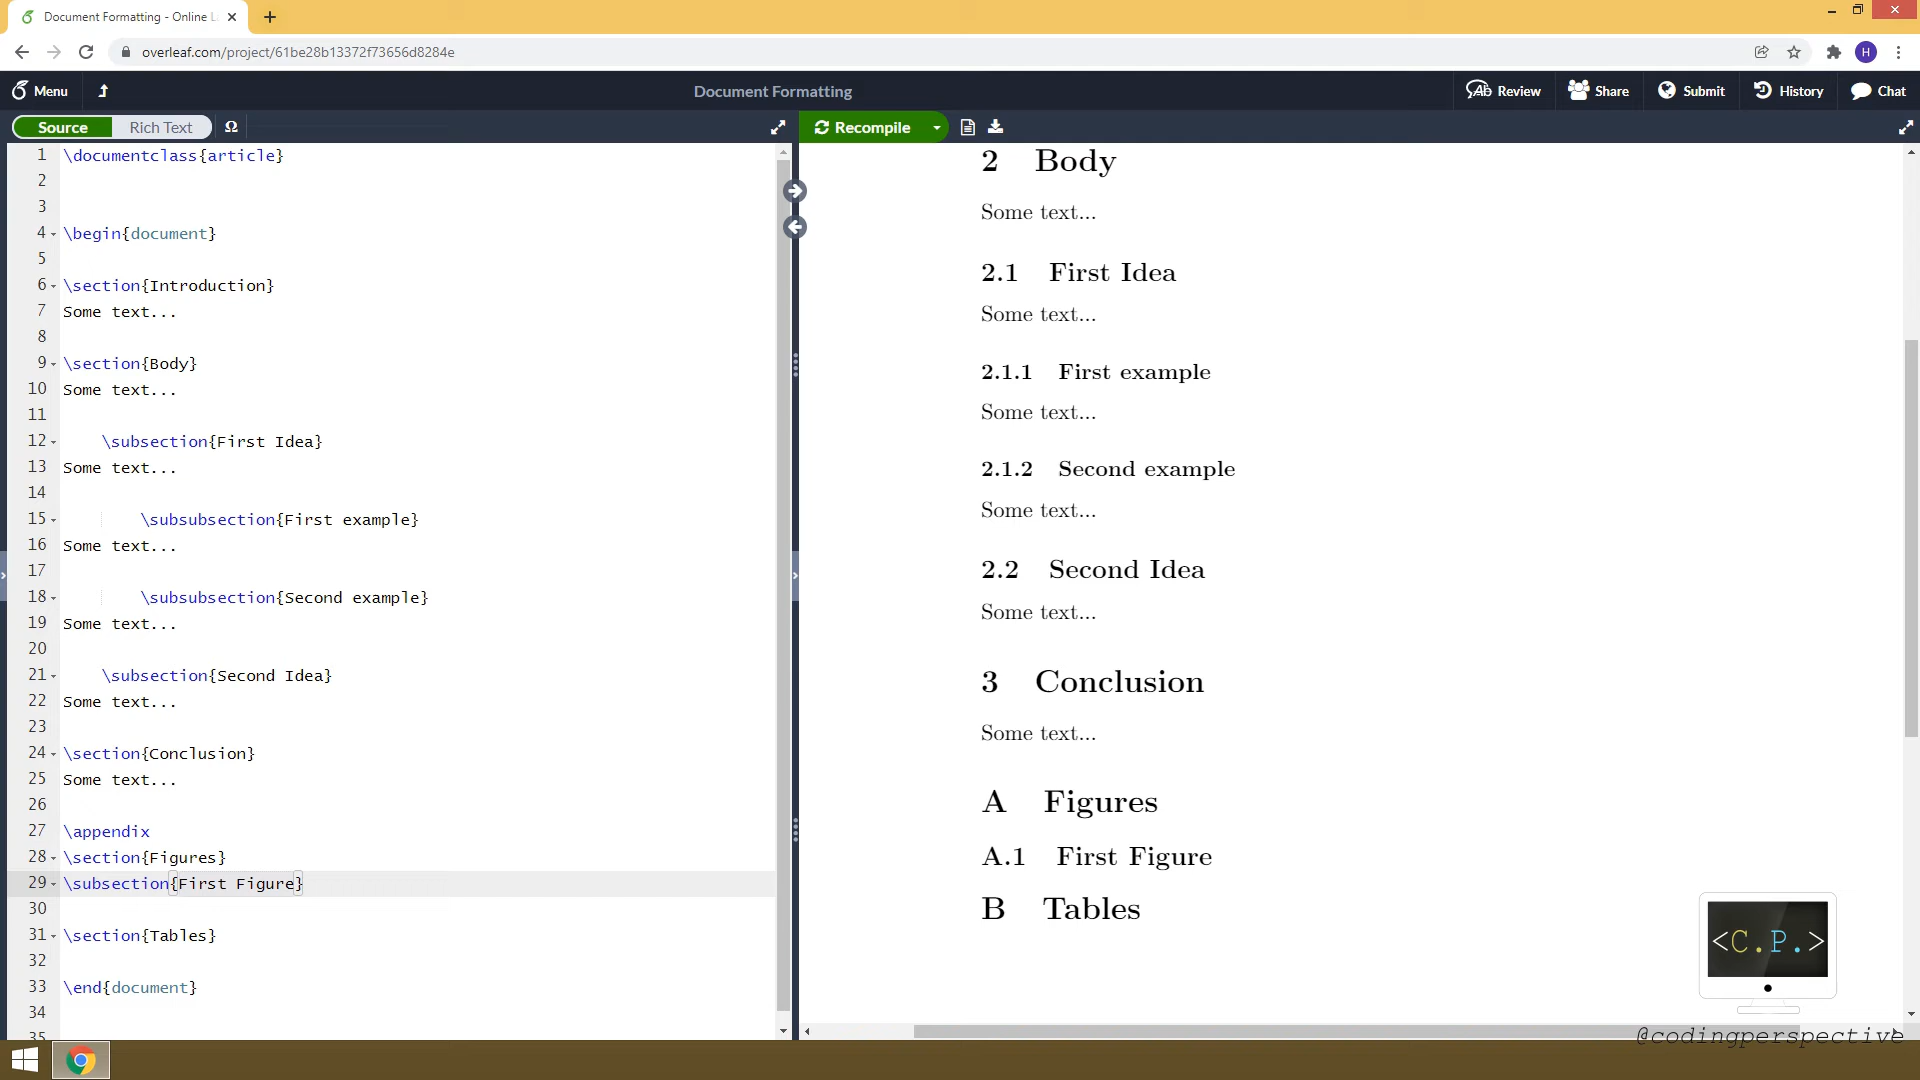 Document Formatting - Online L
overleaf.com/project/61be28b13372f73656d8284e
H
Menu
Document Formatting
Review
Share
Submit
History
Chat
Source
Rich Text
Ω
Recompile
1 \documentclass{article}
2
3
4 \begin{document}
5
6 \section{Introduction}
7 Some text...
8
9 \section{Body}
10 Some text...
11
12 \subsection{First Idea}
13 Some text...
14
15 \subsubsection{First example}
16 Some text...
17
18 \subsubsection{Second example}
19 Some text...
20
21 \subsection{Second Idea}
22 Some text...
23
24 \section{Conclusion}
25 Some text...
26
27 \appendix
28 \section{Figures}
29 \subsection{First Figure}
30
31 \section{Tables}
32
33 \end{document}
34
35
2 Body
Some text...
2.1 First Idea
Some text...
2.1.1 First example
Some text...
2.1.2 Second example
Some text...
2.2 Second Idea
Some text...
3 Conclusion
Some text...
A Figures
A.1 First Figure
B Tables
<C.P.>
@codingperspective